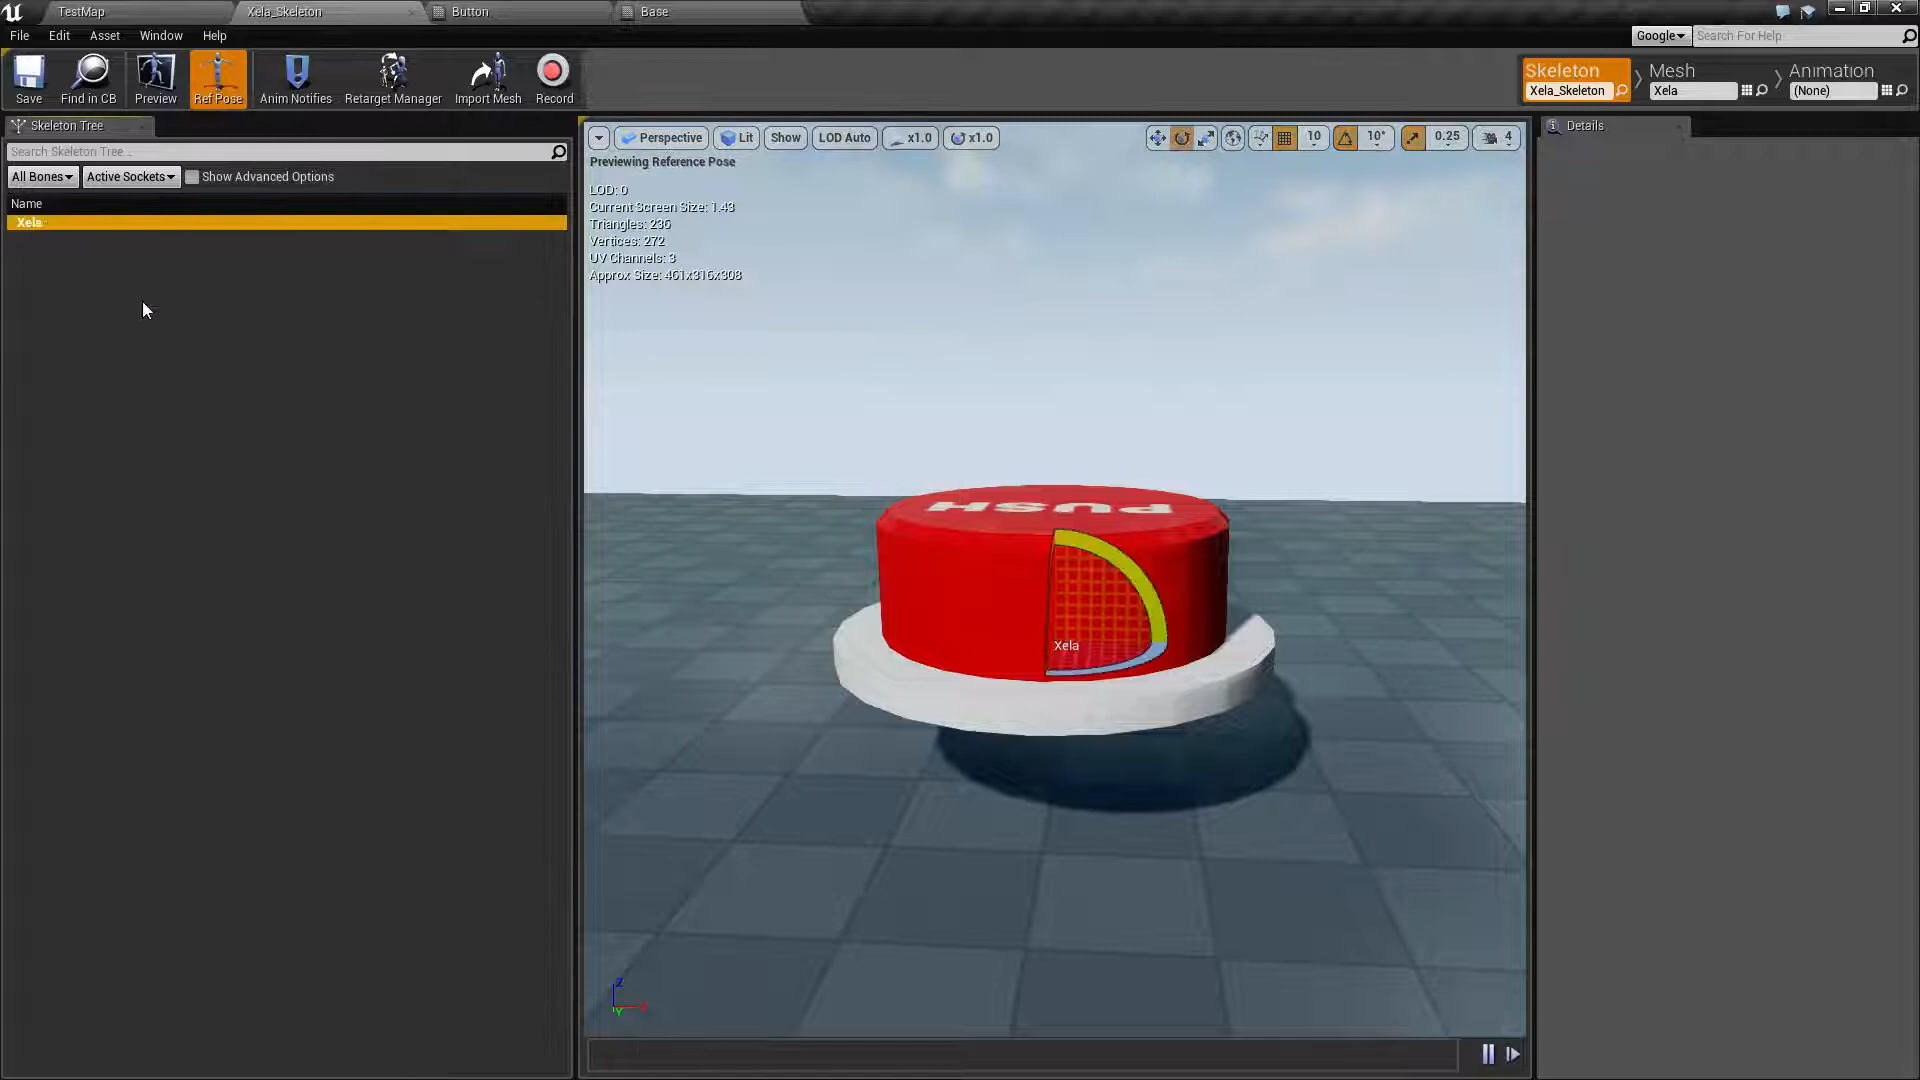 TestMap
Xela_Skeleton
Button
Base
File
Edit
Asset
Window
Help
Google
Search For Help
Save
Find in CB
Preview
Ref Pose
Anim Notifies
Retarget Manager
Import Mesh
Record
Skeleton
Xela_Skeleton
Mesh
Xela
Animation
(None)
Skeleton Tree
Search Skeleton Tree...
All Bones
Active Sockets
Show Advanced Options
Name
Xela
Perspective
Lit
Show
LOD Auto
x1.0
x1.0
10
10°
0.25
4
Details
Previewing Reference Pose
LOD: 0
Current Screen Size: 1.43
Triangles: 236
Vertices: 272
UV Channels: 3
Approx Size: 461x316x308
PUSH
Xela
Z
X
Y